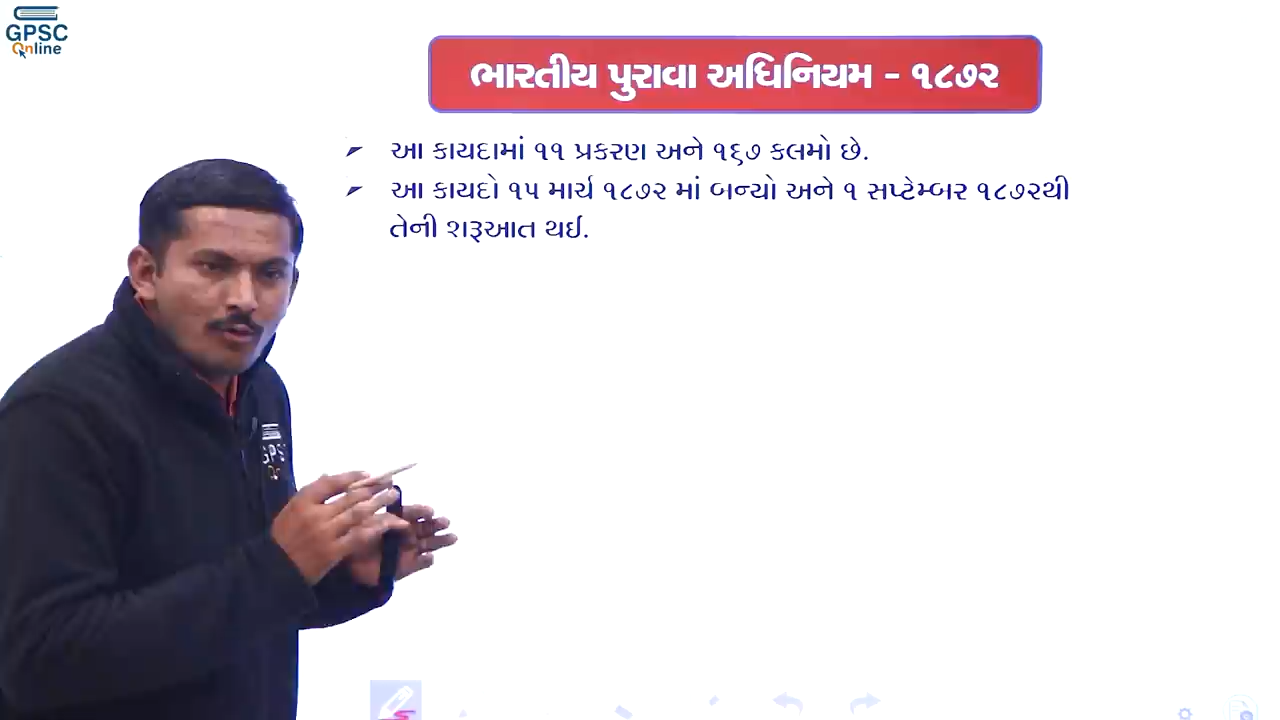 GPSC
Online
ભારતીય પુરાવા અધિનિયમ - ૧૮૭૨
આ કાયદામાં ૧૧ પ્રકરણ અને ૧૬૭ કલમો છે.
આ કાયદો ૧૫ માર્ચ ૧૮૭૨ માં બન્યો અને ૧ સપ્ટેમ્બર ૧૮૭૨થી
તેની શરૂઆત થઈ.
GPS